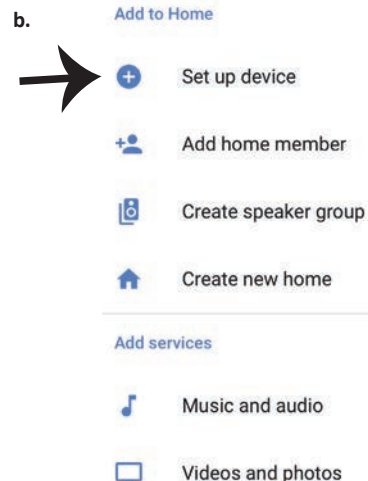 b.
Add to Home
Set up device
Add home member
Create speaker group
Create new home
Add services
Music and audio
Videos and photos